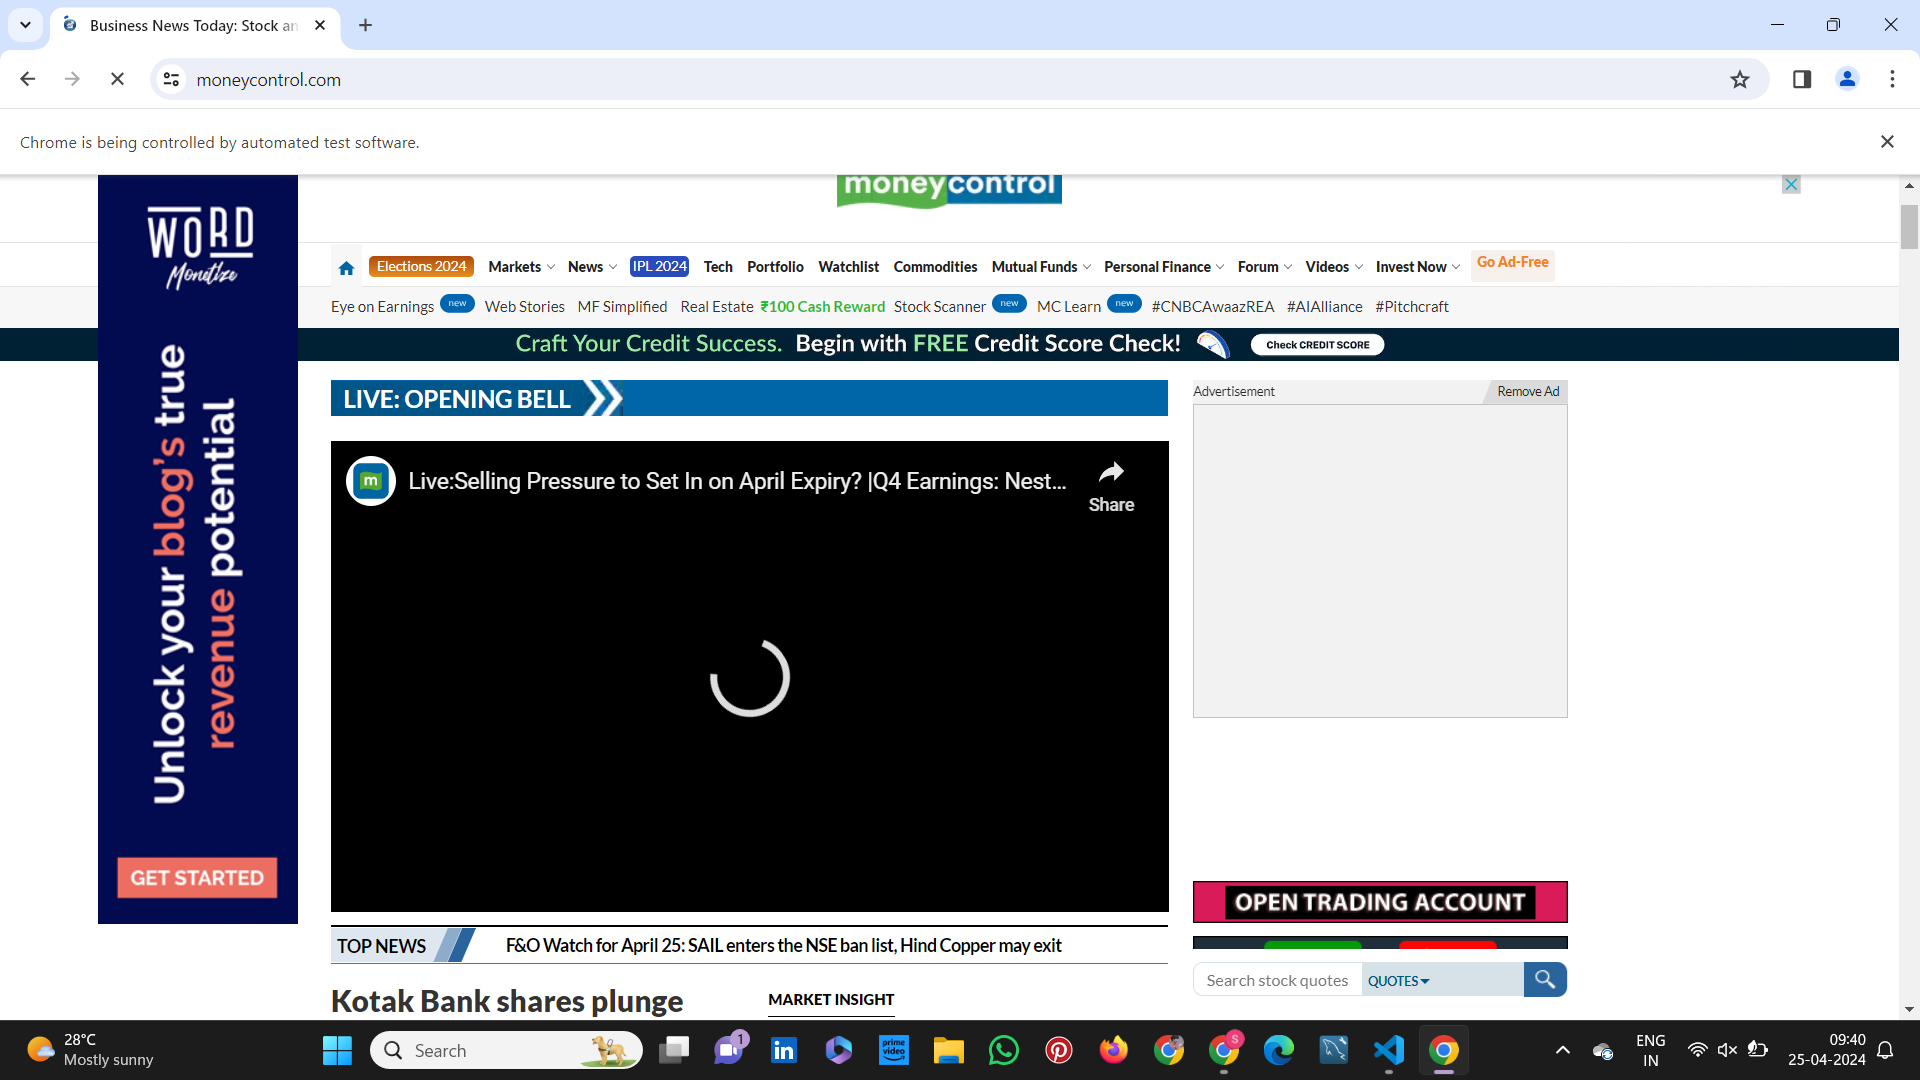 Business News Today: Stock an
moneycontrol.com
Chrome is being controlled by automated test software.
moneycontrol
Elections 2024 Markets News IPL 2024 Tech Portfolio Watchlist Commodities Mutual Funds Personal Finance Forum Videos Invest Now Go Ad-Free
Eye on Earnings new Web Stories MF Simplified Real Estate ₹100 Cash Reward Stock Scanner new MC Learn new #CNBCAwaazREA #AIAlliance #Pitchcraft
Craft Your Credit Success. Begin with FREE Credit Score Check! Check CREDIT SCORE
WORD
Monetize
Unlock your blog's true
revenue potential
GET STARTED
LIVE: OPENING BELL
m
Live:Selling Pressure to Set In on April Expiry? |Q4 Earnings: Nest...
Share
Advertisement
Remove Ad
OPEN TRADING ACCOUNT
TOP NEWS
F&O Watch for April 25: SAIL enters the NSE ban list, Hind Copper may exit
Search stock quotes QUOTES
Kotak Bank shares plunge
MARKET INSIGHT
28°C
Mostly sunny
Search
1
prime
video
S
ENG
IN
09:40
25-04-2024